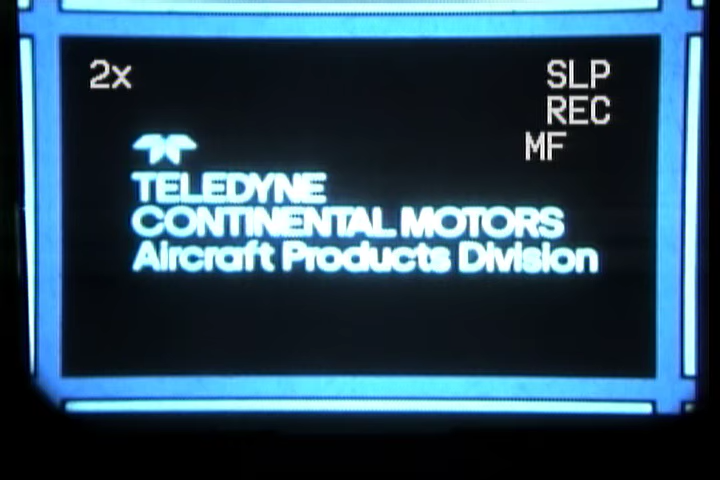 2x
SLP
REC
MF
TELEDYNE
CONTINENTAL MOTORS
Aircraft Products Division